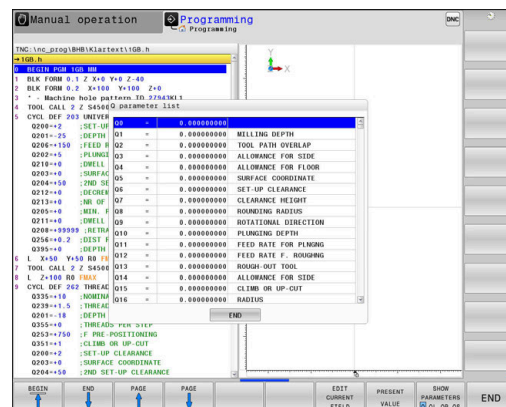 Manual operation
Programming
Programming
DNC
TNC:\nc_prog\BHB\Klartext\1GB.h
→1GB.h
0 BEGIN PGM 1GB MM
1 BLK FORM 0.1 Z X+0 Y+0 Z-40
2 BLK FORM 0.2 X+100 Y+100 Z+0
3 * - Machine hole pattern ID 27943KL1
4 TOOL CALL 2 Z S4500
5 CYCL DEF 203 UNIVER
Q200=+2 ;SET-UP
Q201=-25 ;DEPTH
Q206=+150 ;FEED R
Q202=+5 ;PLUNGI
Q210=+0 ;DWELL
Q203=+0 ;SURFAC
Q204=+50 ;2ND SE
Q212=+0 ;DECREM
Q213=+0 ;NR OF
Q205=+0 ;MIN. P
Q211=+0 ;DWELL
Q208=+99999 ;RETRA
Q256=+0.2 ;DIST F
Q395=+0 ;DEPTH
6 L X+50 Y+50 R0 FMAX
7 TOOL CALL 2 Z S4500
8 L Z+100 R0 FMAX
9 CYCL DEF 262 THREAD
Q335=+10 ;NOMINA
Q239=+1.5 ;THREAD
Q201=-18 ;DEPTH
Q355=+0 ;THREADS PER STEP
Q253=+750 ;F PRE-POSITIONING
Q351=+1 ;CLIMB OR UP-CUT
Q200=+2 ;SET-UP CLEARANCE
Q203=+0 ;SURFACE COORDINATE
Q204=+50 ;2ND SET-UP CLEARANCE
Y
X
Q parameter list
Q0 = 0.000000000
Q1 = 0.000000000 MILLING DEPTH
Q2 = 0.000000000 TOOL PATH OVERLAP
Q3 = 0.000000000 ALLOWANCE FOR SIDE
Q4 = 0.000000000 ALLOWANCE FOR FLOOR
Q5 = 0.000000000 SURFACE COORDINATE
Q6 = 0.000000000 SET-UP CLEARANCE
Q7 = 0.000000000 CLEARANCE HEIGHT
Q8 = 0.000000000 ROUNDING RADIUS
Q9 = 0.000000000 ROTATIONAL DIRECTION
Q10 = 0.000000000 PLUNGING DEPTH
Q11 = 0.000000000 FEED RATE FOR PLNGNG
Q12 = 0.000000000 FEED RATE F. ROUGHNG
Q13 = 0.000000000 ROUGH-OUT TOOL
Q14 = 0.000000000 ALLOWANCE FOR SIDE
Q15 = 0.000000000 CLIMB OR UP-CUT
Q16 = 0.000000000 RADIUS
END
BEGIN
END
PAGE
PAGE
EDIT
CURRENT
FIELD
PRESENT
VALUE
SHOW
PARAMETERS
END